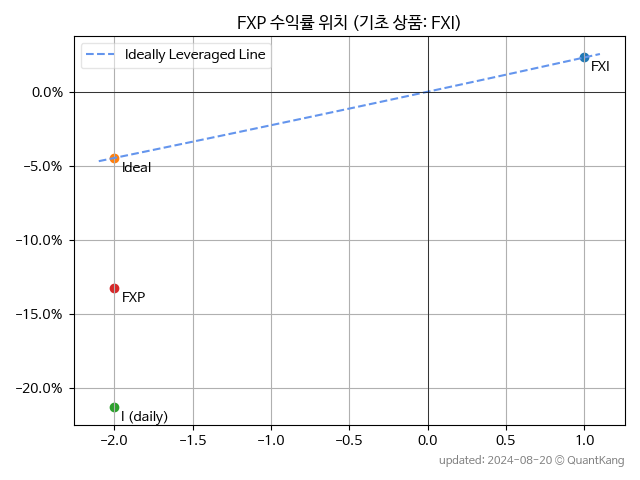 FXP 수익률 위치 (기초 상품: FXI)
Ideally Leveraged Line
0.0%
-5.0%
-10.0%
-15.0%
-20.0%
FXI
Ideal
FXP
I (daily)
-2.0
-1.5
-1.0
-0.5
0.0
0.5
1.0
updated: 2024-08-20 © QuantKang